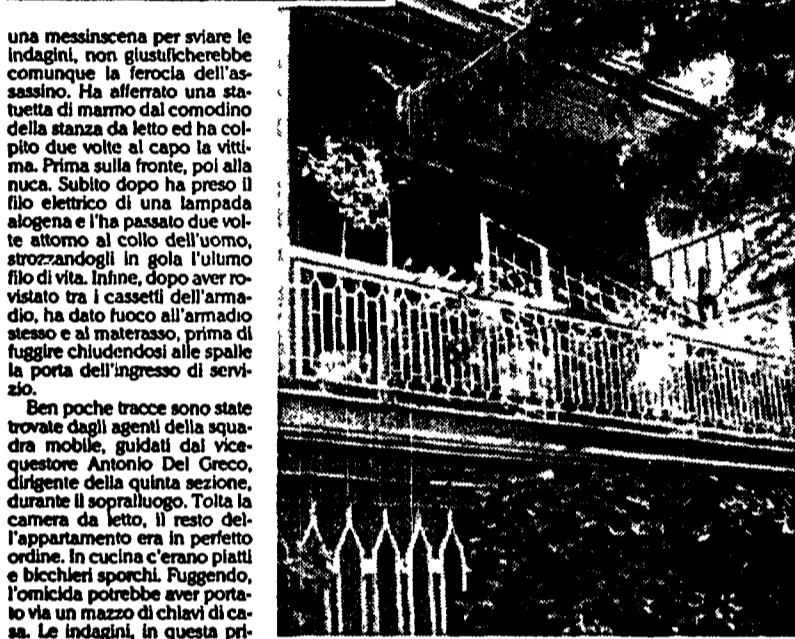 una messinscena per sviare le
indagini, non giustificherebbe
comunque la ferocia dell'as-
sassino. Ha afferrato una sta-
tuetta di marmo dal comodino
della stanza da letto ed ha col-
pito due volte al capo la vitti-
ma. Prima sulla fronte, poi alla
nuca. Subito dopo ha preso il
filo elettrico di una lampada
alogena e l'ha passato due vol-
te attorno al collo dell'uomo,
strozzandogli in gola l'ultimo
filo di vita. Infine, dopo aver ro-
vistato tra i cassetti dell'arma-
dio, ha dato fuoco all'armadio
stesso e al materasso, prima di
fuggire chiudendosi alle spalle
la porta dell'ingresso di servi-
zio.
Ben poche tracce sono state
trovate dagli agenti della squa-
dra mobile, guidati dal vice-
questore Antonio Del Greco,
dirigente della quinta sezione,
durante il sopralluogo. Tolta la
camera da letto, il resto del-
l'appartamento era in perfetto
ordine. In cucina c'erano piatti
e bicchieri sporchi. Fuggendo,
l'omicida potrebbe aver porta-
to via un mazzo di chiavi di ca-
sa. Le indagini, in questa pri-